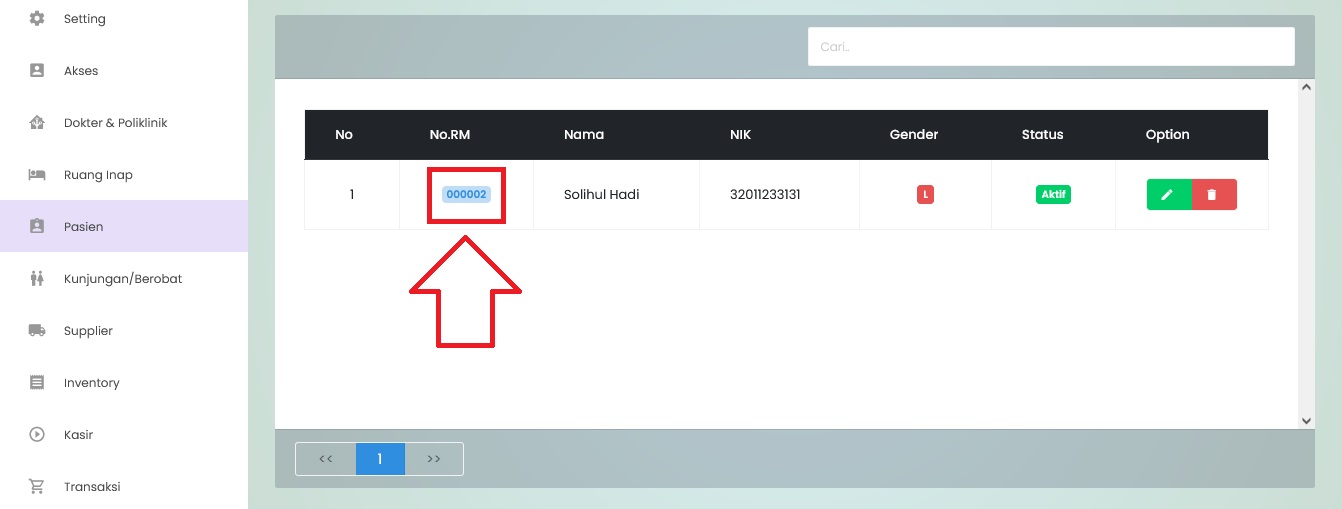 Setting
Akses
Dokter & Poliklinik
Ruang Inap
Pasien
Kunjungan/Berobat
Supplier
Inventory
Kasir
Transaksi
Cari..
No No.RM Nama NIK Gender Status Option
1 000002 Solihul Hadi 32011233131 L Aktif
<< 1 >>